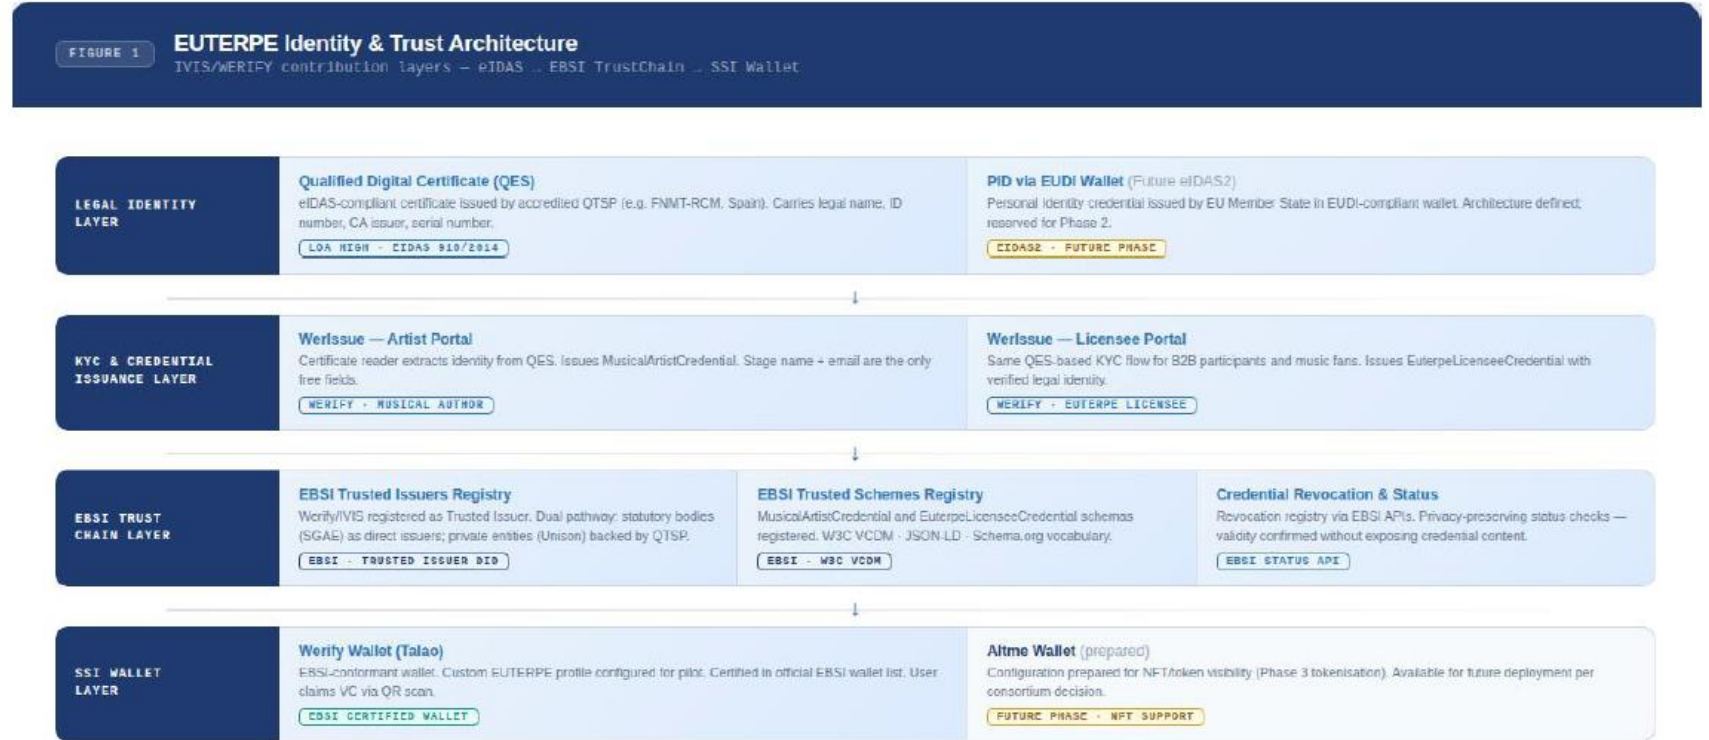 FIGURE 1
EUTERPE Identity & Trust Architecture
IVIS/WERIFY contribution layers — eIDAS … EBSI TrustChain … SSI Wallet
LEGAL IDENTITY
LAYER
Qualified Digital Certificate (QES)
eIDAS-compliant certificate issued by accredited QTSP (e.g. FNMT-RCM, Spain). Carries legal name, ID
number, CA issuer, serial number.
LOA HIGH · EIDAS 910/2014
PID via EUDI Wallet (Future eIDAS2)
Personal Identity credential issued by EU Member State in EUDI-compliant wallet. Architecture defined;
reserved for Phase 2.
EIDAS2 · FUTURE PHASE
↓
KYC & CREDENTIAL
ISSUANCE LAYER
WerIssue — Artist Portal
Certificate reader extracts identity from QES. Issues MusicalArtistCredential. Stage name + email are the only
free fields.
WERIFY · MUSICAL AUTHOR
WerIssue — Licensee Portal
Same QES-based KYC flow for B2B participants and music fans. Issues EuterpeLicenseeCredential with
verified legal identity.
WERIFY · EUTERPE LICENSEE
↓
EBSI TRUST
CHAIN LAYER
EBSI Trusted Issuers Registry
Werify/IVIS registered as Trusted Issuer. Dual pathway: statutory bodies
(SGAE) as direct issuers; private entities (Unison) backed by QTSP.
EBSI · TRUSTED ISSUER DID
EBSI Trusted Schemes Registry
MusicalArtistCredential and EuterpeLicenseeCredential schemas
registered. W3C VCDM · JSON-LD · Schema.org vocabulary.
EBSI · W3C VCDM
Credential Revocation & Status
Revocation registry via EBSI APIs. Privacy-preserving status checks —
validity confirmed without exposing credential content.
EBSI STATUS API
↓
SSI WALLET
LAYER
Werify Wallet (Talao)
EBSI-conformant wallet. Custom EUTERPE profile configured for pilot. Certified in official EBSI wallet list. User
claims VC via QR scan.
EBSI CERTIFIED WALLET
Altme Wallet (prepared)
Configuration prepared for NFT/token visibility (Phase 3 tokenisation). Available for future deployment per
consortium decision.
FUTURE PHASE · NFT SUPPORT